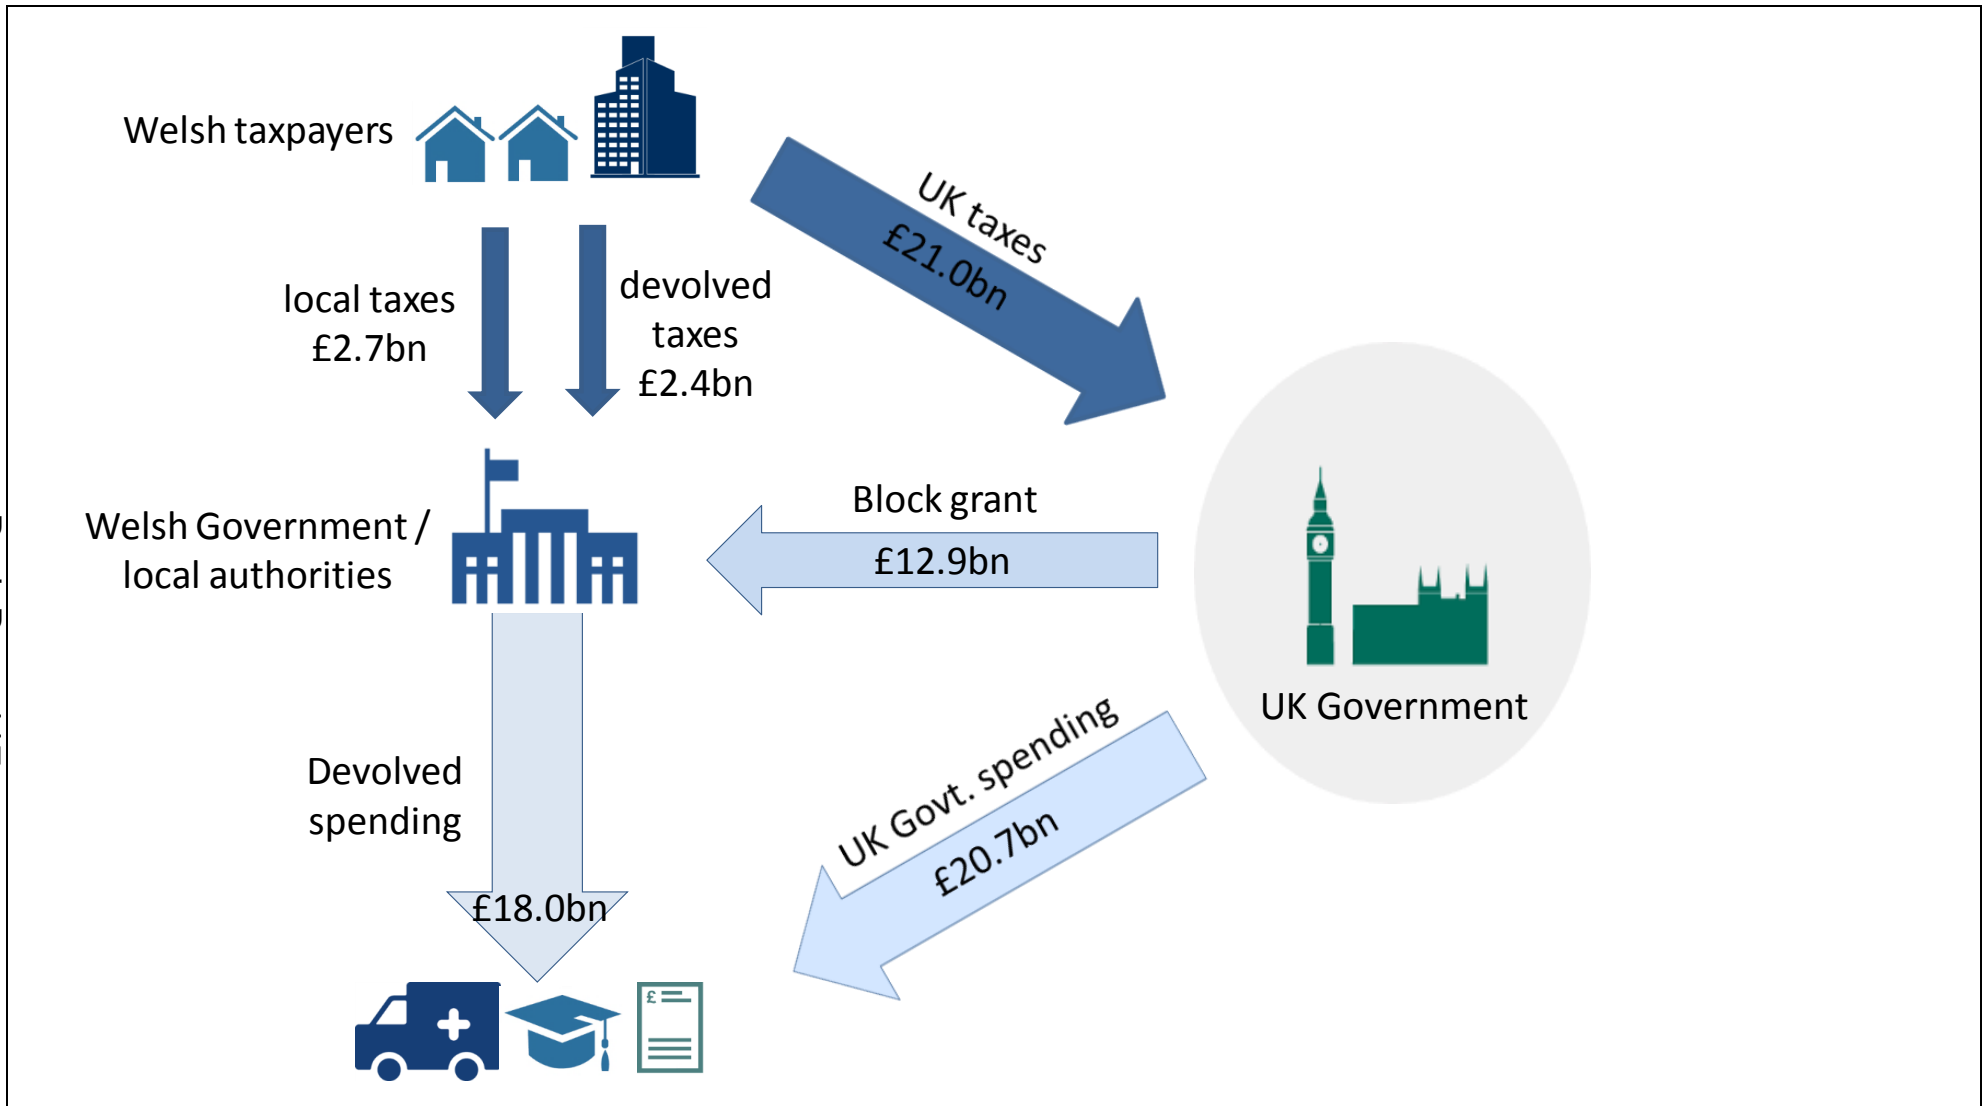 Welsh taxpayers
UK taxes
£21.0bn
local taxes
£2.7bn
devolved
taxes
£2.4bn
Block grant
£12.9bn
Welsh Government /
local authorities
UK Government
UK Govt. spending
£20.7bn
Devolved
spending
£18.0bn
£